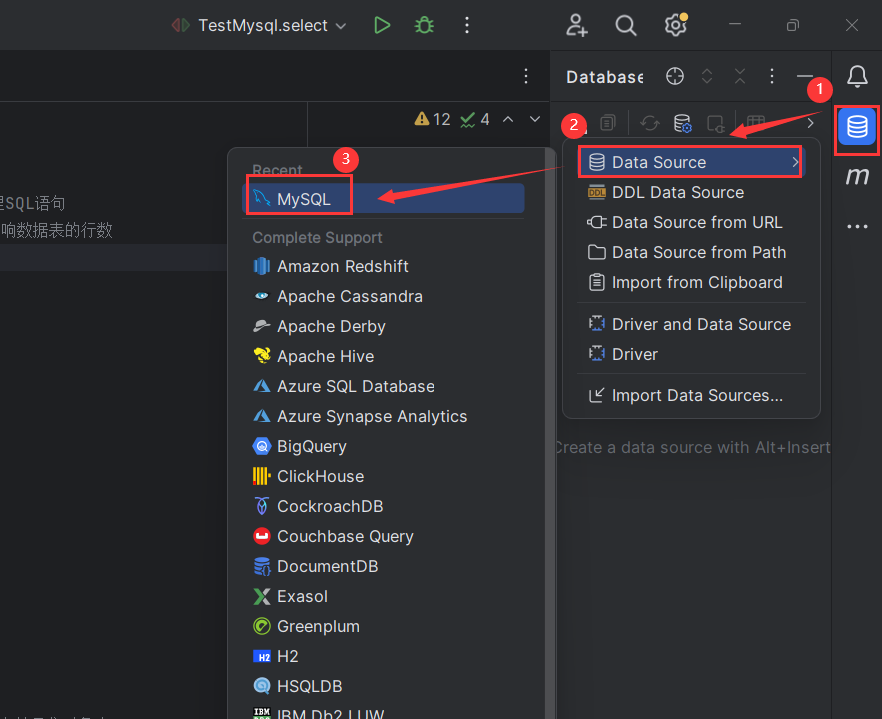 TestMysql.select
Database
12 4
1
2
3
Data Source
DDL Data Source
Data Source from URL
Data Source from Path
Import from Clipboard
Driver and Data Source
Driver
Import Data Sources...
Create a data source with Alt+Insert
m
SQL语句
响数据表的行数
Recent
MySQL
Complete Support
Amazon Redshift
Apache Cassandra
Apache Derby
Apache Hive
Azure SQL Database
Azure Synapse Analytics
BigQuery
ClickHouse
CockroachDB
Couchbase Query
DocumentDB
Exasol
Greenplum
H2
HSQLDB
IBM Db2 LUW